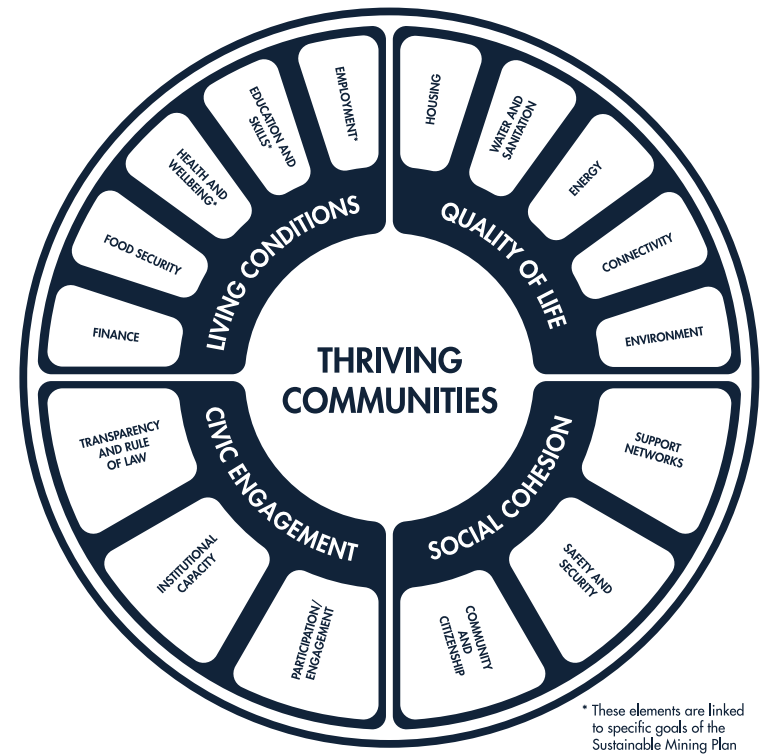 THRIVING
COMMUNITIES
LIVING CONDITIONS
FINANCE
FOOD SECURITY
HEALTH AND
WELLBEING*
EDUCATION AND
SKILLS*
EMPLOYMENT*
QUALITY OF LIFE
HOUSING
WATER AND
SANITATION
ENERGY
CONNECTIVITY
ENVIRONMENT
SOCIAL COHESION
SUPPORT
NETWORKS
SAFETY AND
SECURITY
COMMUNITY
AND
CITIZENSHIP
CIVIC ENGAGEMENT
PARTICIPATION/
ENGAGEMENT
INSTITUTIONAL
CAPACITY
TRANSPARENCY
AND RULE
OF LAW
* These elements are linked
to specific goals of the
Sustainable Mining Plan